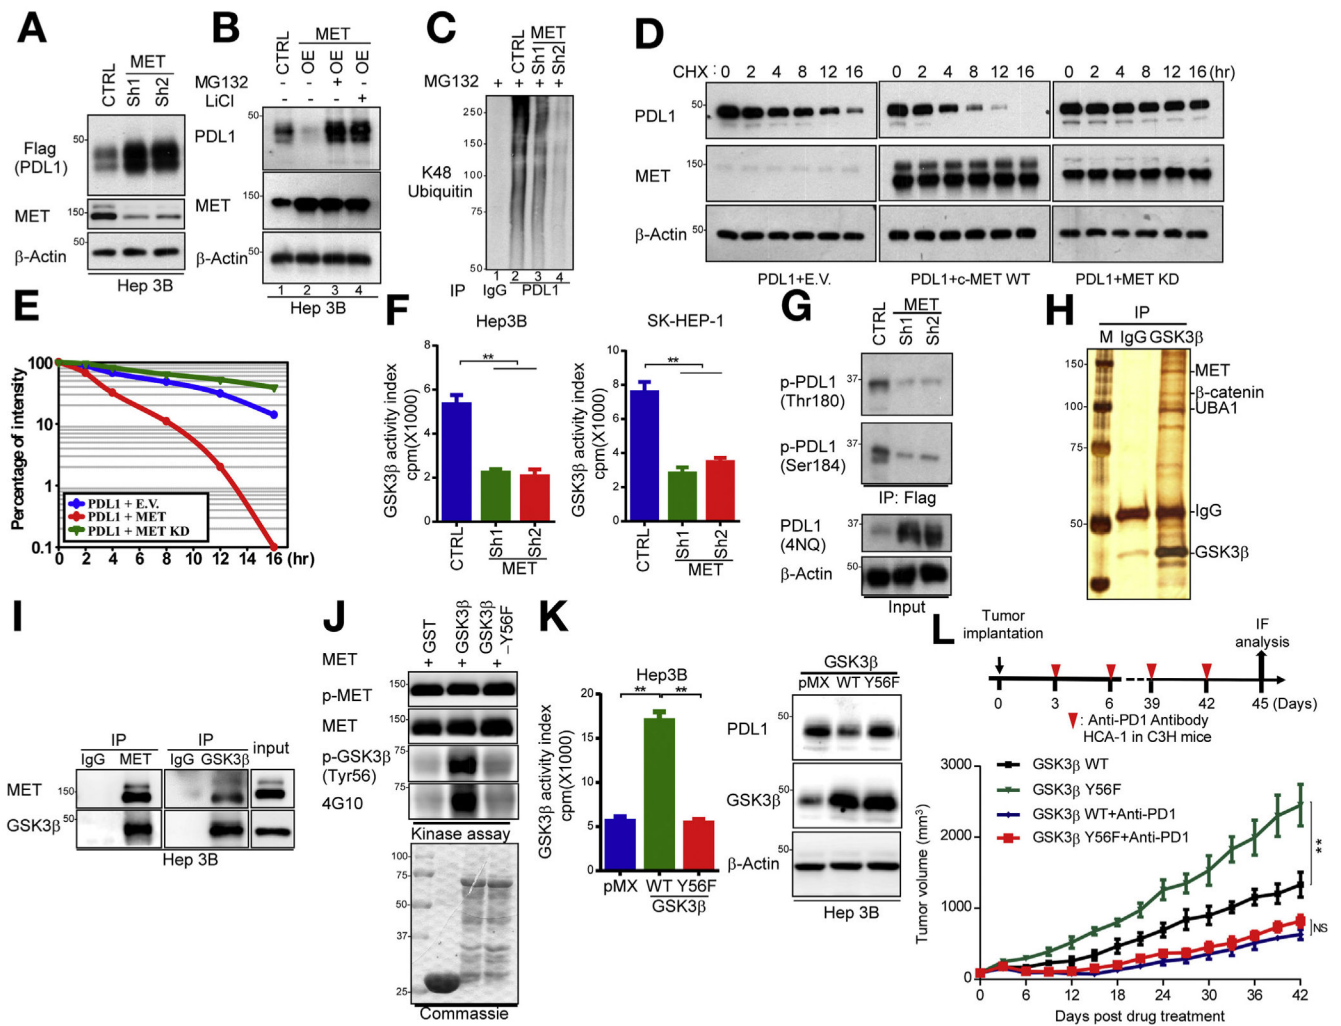 A
CTRL
MET
Sh1
Sh2
50
Flag
(PDL1)
MET
150
50
β-Actin
Hep 3B
B
CTRL
MET
OE
OE
OE
MG132 - - + -
LiCl - - - +
50
PDL1
MET
150
50
β-Actin
1 2 3 4
Hep 3B
C
CTRL
MET
Sh1
Sh2
MG132 + + + +
250
150
K48
Ubiquitin
100
75
50
1 2 3 4
IP IgG PDL1
D
CHX : 0 2 4 8 12 16 0 2 4 8 12 16 0 2 4 8 12 16 (hr)
PDL1
50
MET
150
β-Actin
50
PDL1+E.V.
PDL1+c-MET WT
PDL1+MET KD
E
Percentage of intensity
100
10
1
0.1
PDL1 + E.V.
PDL1 + MET
PDL1 + MET KD
0 2 4 6 8 10 12 14 16 (hr)
F
Hep3B
GSK3β activity index
cpm(X1000)
8
6
4
2
0
**
CTRL
Sh1
Sh2
MET
SK-HEP-1
GSK3β activity index
cpm(X1000)
10
8
6
4
2
0
**
CTRL
Sh1
Sh2
MET
G
CTRL
MET
Sh1
Sh2
p-PDL1
(Thr180)
37
p-PDL1
(Ser184)
37
IP: Flag
PDL1
(4NQ)
37
β-Actin
50
Input
H
IP
M IgG GSK3β
150
100
75
50
MET
β-catenin
UBA1
IgG
GSK3β
I
IP
IgG MET
IP
IgG GSK3β
input
MET
150
50
GSK3β
Hep 3B
J
GST
GSK3β
GSK3β
-Y56F
MET + + +
p-MET
150
MET
150
p-GSK3β
(Tyr56)
75
4G10
75
Kinase assay
100
75
50
37
25
Commassie
K
Hep3B
GSK3β activity index
cpm(X1000)
20
15
10
5
0
** **
pMX WT Y56F
GSK3β
GSK3β
pMX WT Y56F
PDL1
50
GSK3β
50
β-Actin
50
Hep 3B
L
Tumor
implantation
IF
analysis
0 3 6 39 42 45 (Days)
: Anti-PD1 Antibody
HCA-1 in C3H mice
GSK3β WT
GSK3β Y56F
GSK3β WT+Anti-PD1
GSK3β Y56F+Anti-PD1
Tumor volume (mm³)
3000
2000
1000
0
**
NS
0 6 12 18 24 30 36 42
Days post drug treatment